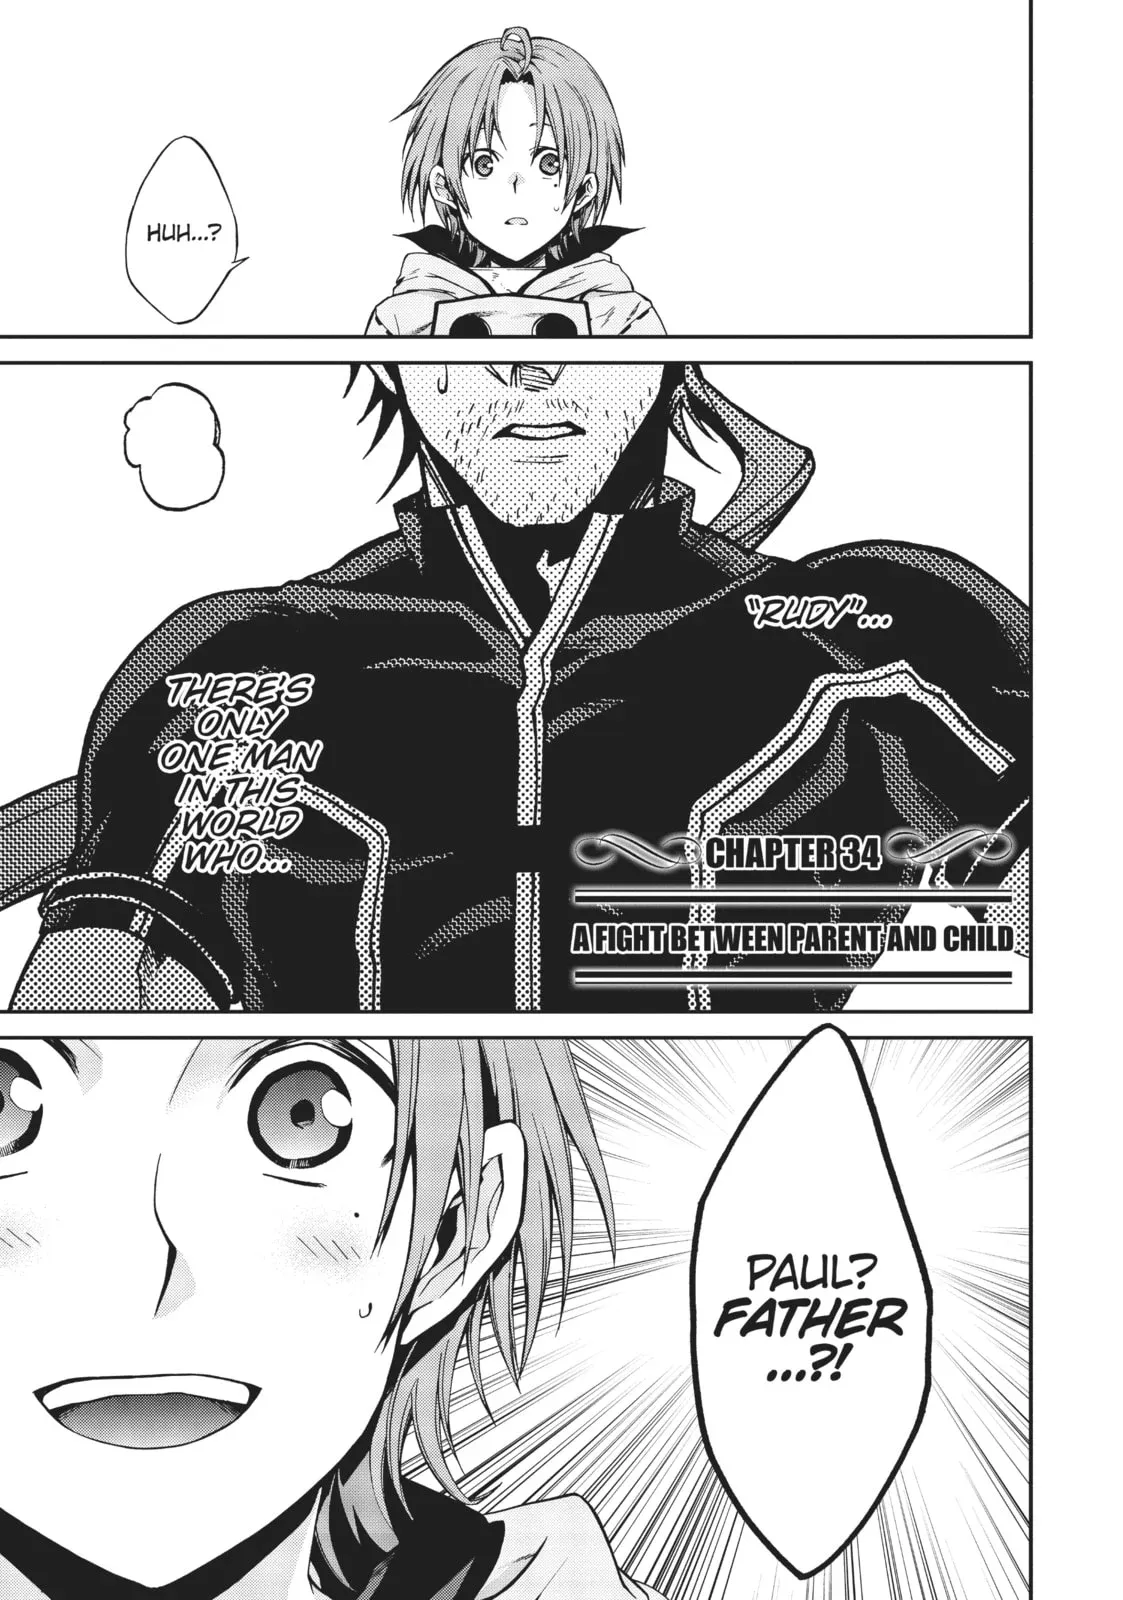 HUH...?
"RUDY"...
THERE'S
ONLY
ONE MAN
IN THIS
WORLD
WHO...
CHAPTER 34
A FIGHT BETWEEN PARENT AND CHILD
PAUL?
FATHER
...?!